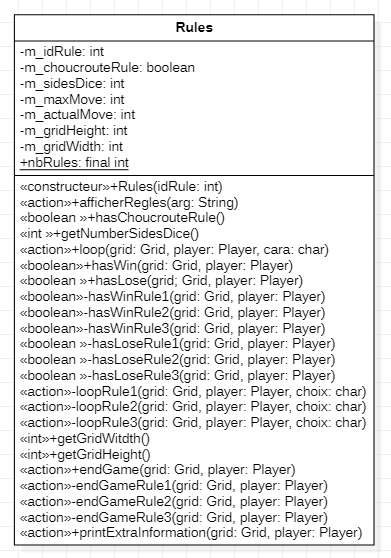 Rules
-m_idRule: int
-m_choucrouteRule: boolean
-m_sidesDice: int
-m_maxMove: int
-m_actualMove: int
-m_gridHeight: int
-m_gridWidth: int
+nbRules: final int
«constructeur»+Rules(idRule: int)
«action»+afficherRegles(arg: String)
«boolean »+hasChoucrouteRule()
«int »+getNumberSidesDice()
«action»+loop(grid: Grid, player: Player, cara: char)
«boolean»+hasWin(grid: Grid, player: Player)
«boolean »+hasLose(grid; Grid, player: Player)
«boolean»-hasWinRule1(grid: Grid, player: Player)
«boolean»-hasWinRule2(grid: Grid, player: Player)
«boolean»-hasWinRule3(grid: Grid, player: Player)
«boolean »-hasLoseRule1(grid: Grid, player: Player)
«boolean »-hasLoseRule2(grid: Grid, player: Player)
«boolean »-hasLoseRule3(grid: Grid, player: Player)
«action»-loopRule1(grid: Grid, player: Player, choix: char)
«action»-loopRule2(grid: Grid, player: Player, choix: char)
«action»-loopRule3(grid: Grid, player: Player, choix: char)
«int»+getGridWitdth()
«int»+getGridHeight()
«action»+endGame(grid: Grid, player: Player)
«action»-endGameRule1(grid: Grid, player: Player)
«action»-endGameRule2(grid: Grid, player: Player)
«action»-endGameRule3(grid: Grid, player: Player)
«action»+printExtraInformation(grid: Grid, player: Player)